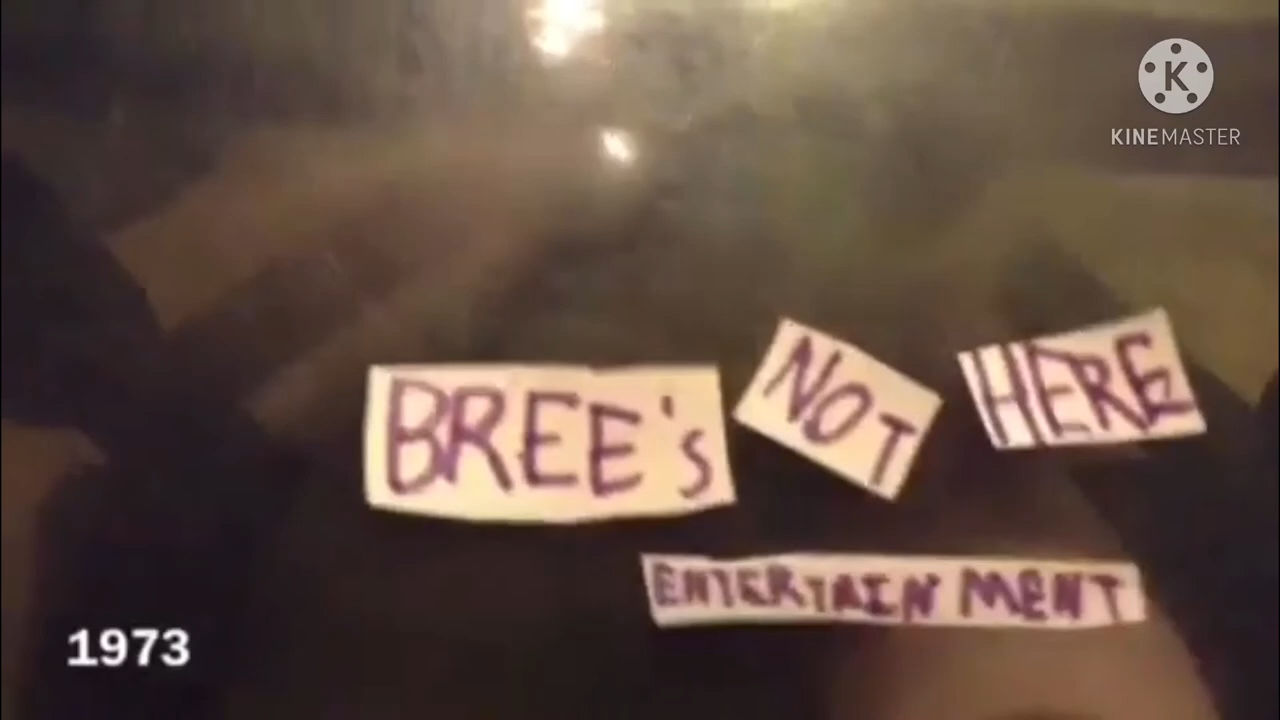 K
KINEMASTER
BREE's NOT HERE
ENTERTAINMENT
1973